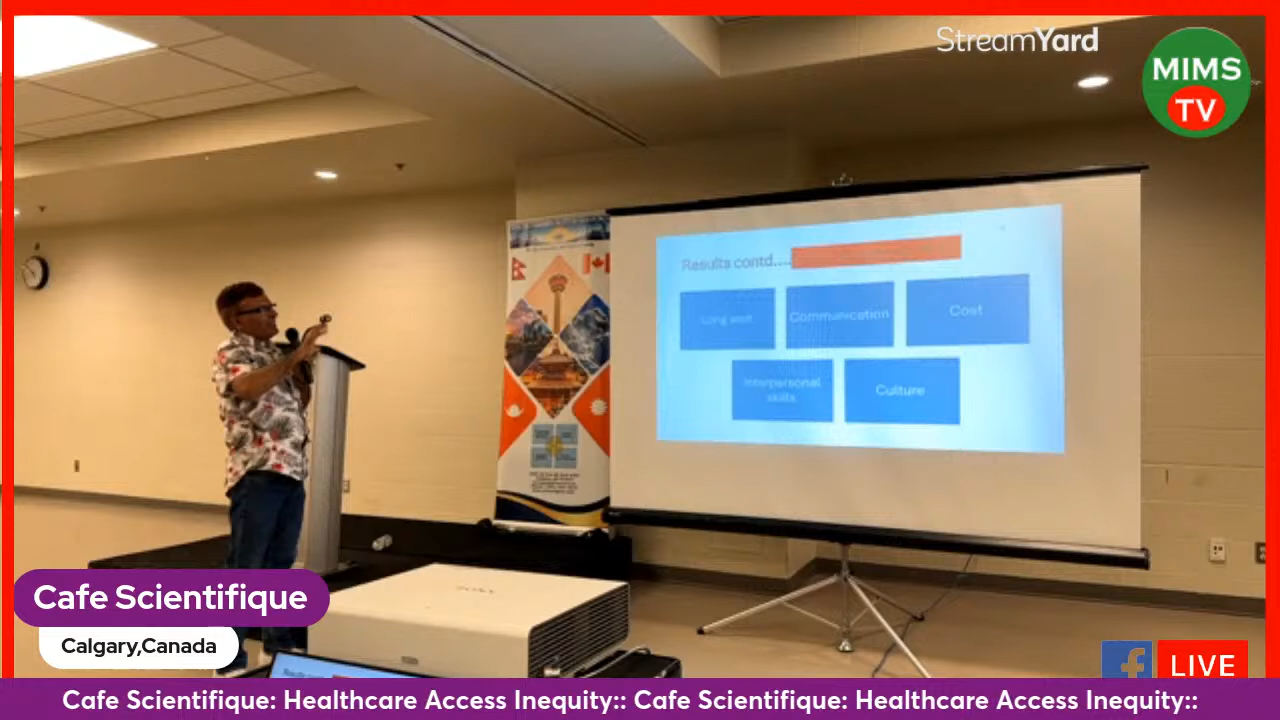 StreamYard
MIMS
TV
Results contd....
Long wait
Communication
Cost
Interpersonal
skills
Culture
SONY
Cafe Scientifique
Calgary,Canada
LIVE
Cafe Scientifique: Healthcare Access Inequity:: Cafe Scientifique: Healthcare Access Inequity::